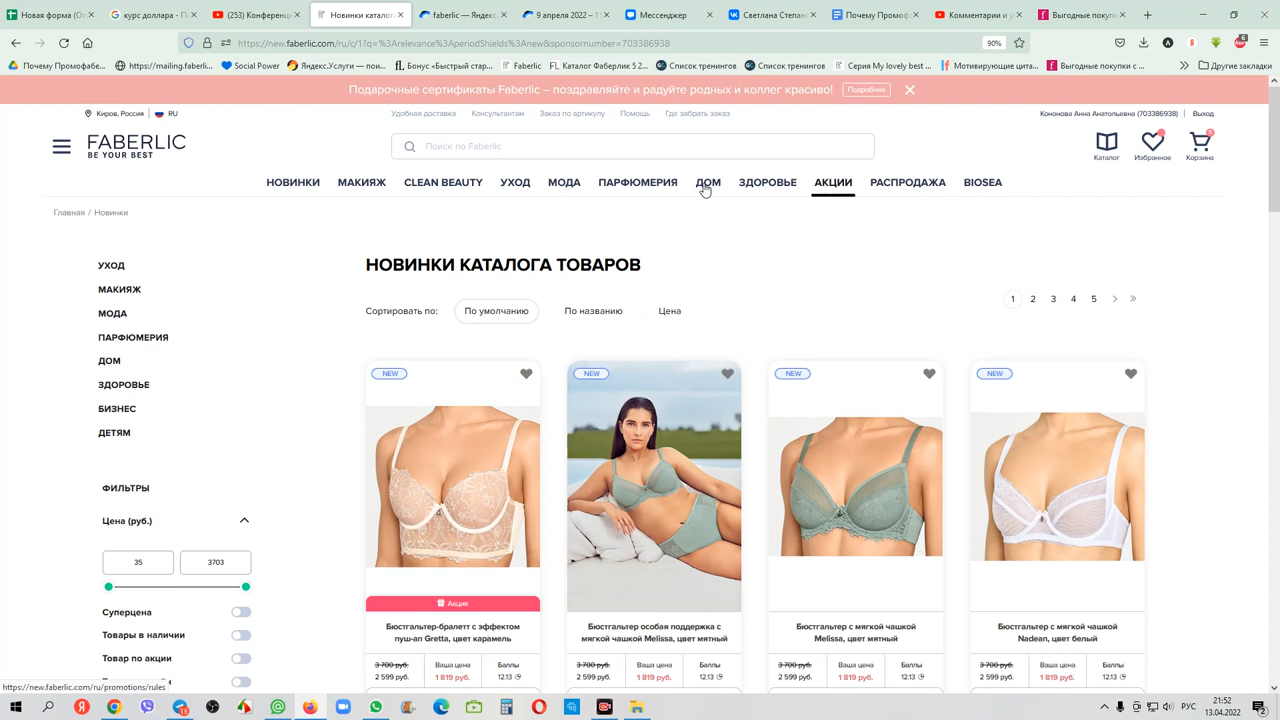 Новинки каталог
(253) Конференц
9 апреля 2022 –
Мессенджер
Светлана Степан
Комментарии к
Выгодные покуп
https://new.faberlic.com/ru/c/1?q=%3Arelevance%3AperiodShields%3Anew&sponsornumber=703386938
90%
Почему Промофабе...
https://mailing.faberli...
Social Power
Яндекс.Услуги — пои...
Бонус «Быстрый стар...
Faberlic
FL Каталог Фаберлик 5 2...
Список тренингов
Список тренингов
Серия My lovely best ...
Мотивирующие цита...
Выгодные покупки с ...
Другие закладки
Подарочные сертификаты Faberlic – поздравляйте и радуйте родных и коллег красиво!
Подробнее
Киров, Россия
RU
Удобная доставка
Консультантам
Заказ по артикулу
Помощь
Где забрать заказ
Кононова Анна Анатольевна (703386938)
Выход
FABERLIC
BE YOUR BEST
Поиск по Faberlic
Каталог
Избранное
Корзина
НОВИНКИ
МАКИЯЖ
CLEAN BEAUTY
УХОД
МОДА
ПАРФЮМЕРИЯ
ДОМ
ЗДОРОВЬЕ
АКЦИИ
РАСПРОДАЖА
BIOSEA
Главная / Новинки
УХОД
МАКИЯЖ
МОДА
ПАРФЮМЕРИЯ
ДОМ
ЗДОРОВЬЕ
БИЗНЕС
ДЕТЯМ
ФИЛЬТРЫ
Цена (руб.)
35
3703
Суперцена
Товары в наличии
Товар по акции
НОВИНКИ КАТАЛОГА ТОВАРОВ
Сортировать по:
По умолчанию
По названию
Цена
1 2 3 4 5
NEW
NEW
NEW
NEW
Акция
Бюстгальтер-бралетт с эффектом
пуш-ап Gretta, цвет карамель
3 700 руб.
2 599 руб.
Ваша цена
1 819 руб.
Баллы
12.13
Бюстгальтер особая поддержка с
мягкой чашкой Melissa, цвет мятный
3 700 руб.
2 599 руб.
Ваша цена
1 819 руб.
Баллы
12.13
Бюстгальтер с мягкой чашкой
Melissa, цвет мятный
3 700 руб.
2 599 руб.
Ваша цена
1 819 руб.
Баллы
12.13
Бюстгальтер с мягкой чашкой
Nadean, цвет белый
3 700 руб.
2 599 руб.
Ваша цена
1 819 руб.
Баллы
12.13
https://new.faberlic.com/ru/promotions/rules
РУС
21:52
13.04.2022